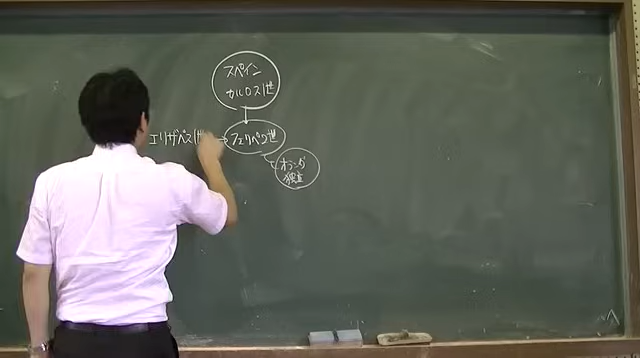 スペイン
カルロス1世
エリザベス1世
フェリペ2世
オランダ
独立